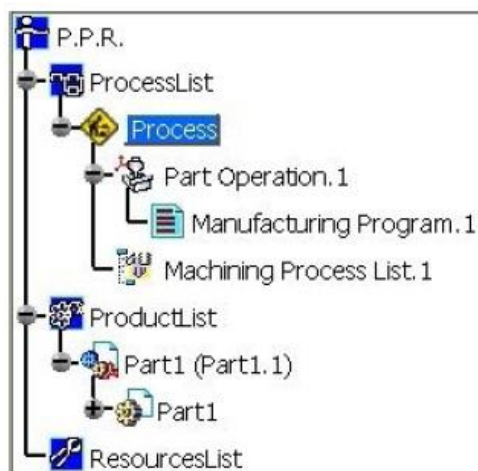 P.P.R.
ProcessList
Process
Part Operation.1
Manufacturing Program.1
Machining Process List.1
ProductList
Part1 (Part1.1)
Part1
ResourcesList